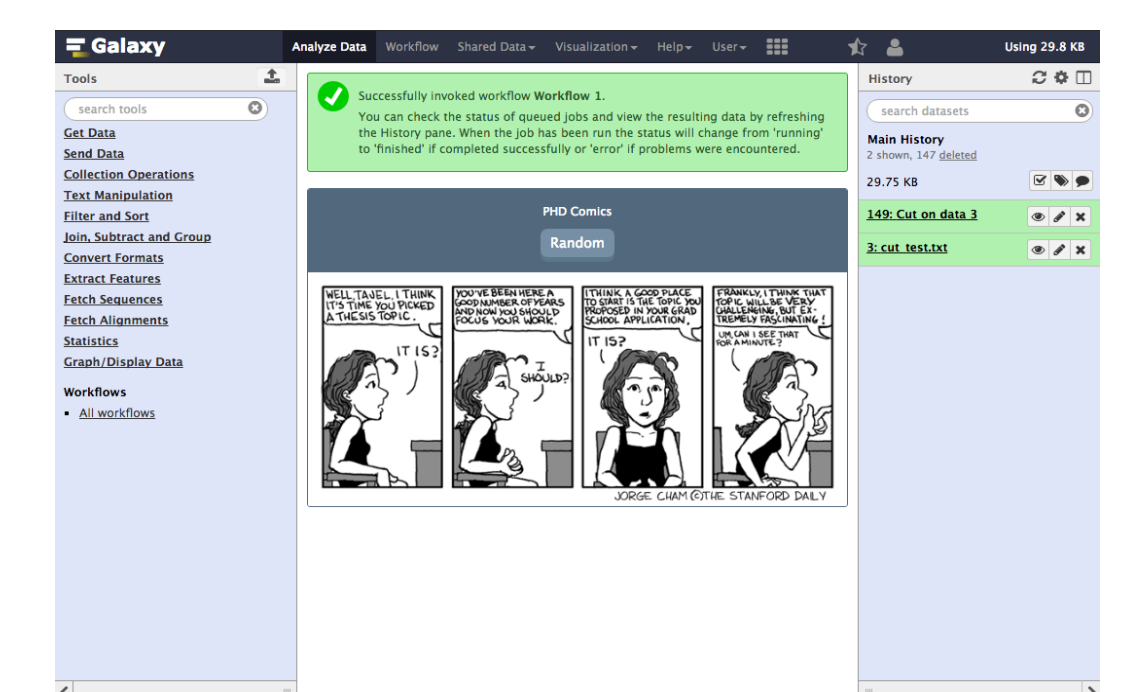 Galaxy
Analyze Data Workflow Shared Data Visualization Help User
Using 29.8 KB
Tools
search tools
Get Data
Send Data
Collection Operations
Text Manipulation
Filter and Sort
Join, Subtract and Group
Convert Formats
Extract Features
Fetch Sequences
Fetch Alignments
Statistics
Graph/Display Data
Workflows
All workflows
Successfully invoked workflow Workflow 1.
You can check the status of queued jobs and view the resulting data by refreshing
the History pane. When the job has been run the status will change from 'running'
to 'finished' if completed successfully or 'error' if problems were encountered.
PHD Comics
Random
WELL, TAJEL, I THINK
IT'S TIME YOU PICKED
A THESIS TOPIC.
IT IS?
YOU'VE BEEN HERE A
GOOD NUMBER OF YEARS
AND NOW YOU SHOULD
FOCUS YOUR WORK.
I
SHOULD?
I THINK A GOOD PLACE
TO START IS THE TOPIC YOU
PROPOSED IN YOUR GRAD
SCHOOL APPLICATION.
IT IS?
FRANKLY, I THINK THAT
TOPIC WILL BE VERY
CHALLENGING, BUT EX-
TREMELY FASCINATING!
UM, CAN I SEE THAT
FOR A MINUTE?
JORGE CHAM ©THE STANFORD DAILY
History
search datasets
Main History
2 shown, 147 deleted
29.75 KB
149: Cut on data 3
3: cut_test.txt